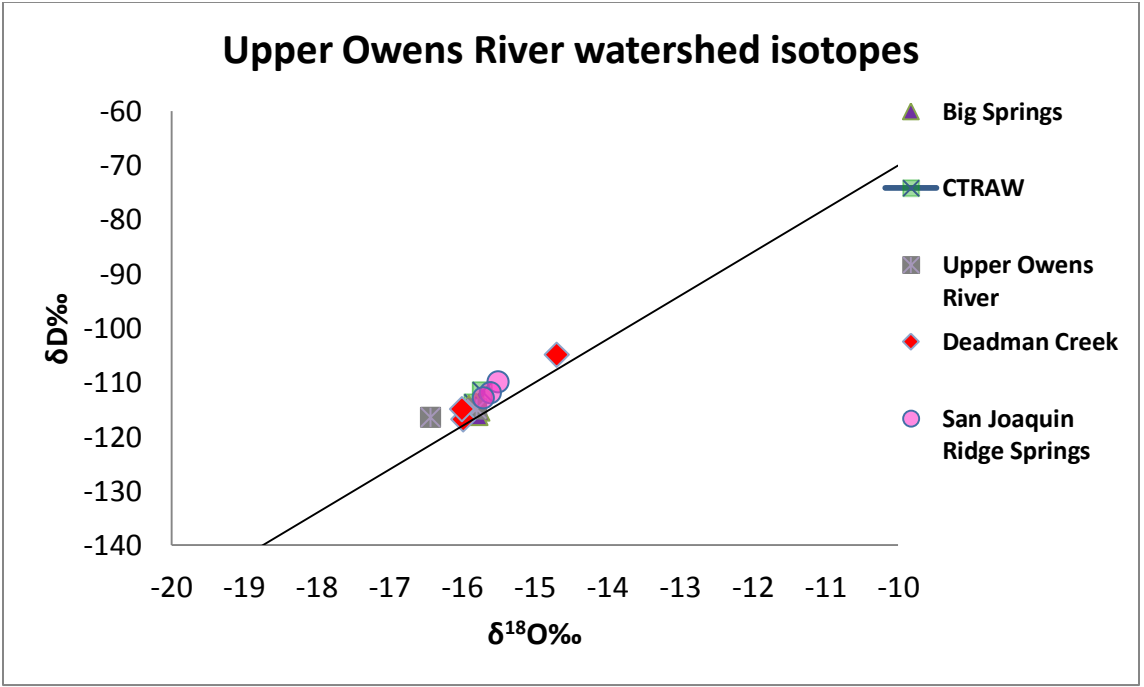 Upper Owens River watershed isotopes
-60
-70
-80
-90
-100
-110
-120
-130
-140
δD‰
-20 -19 -18 -17 -16 -15 -14 -13 -12 -11 -10
δ¹⁸O‰
Big Springs
CTRAW
Upper Owens
River
Deadman Creek
San Joaquin
Ridge Springs